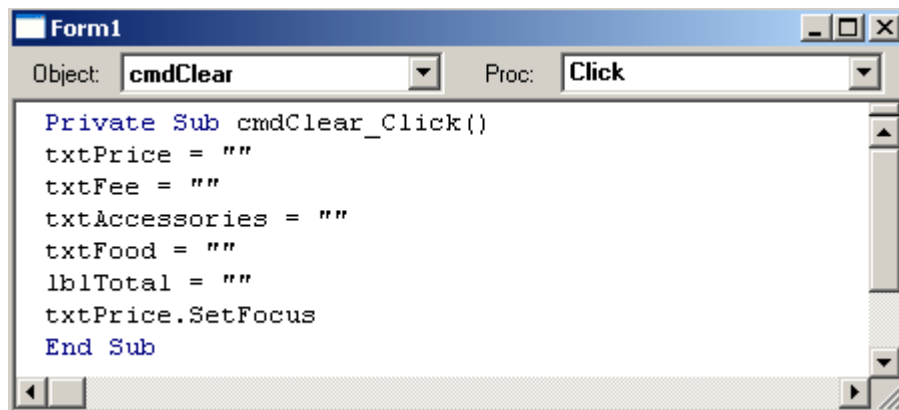 Form1
Object: cmdClear Proc: Click
Private Sub cmdClear_Click()
txtPrice = ""
txtFee = ""
txtAccessories = ""
txtFood = ""
lblTotal = ""
txtPrice.SetFocus
End Sub